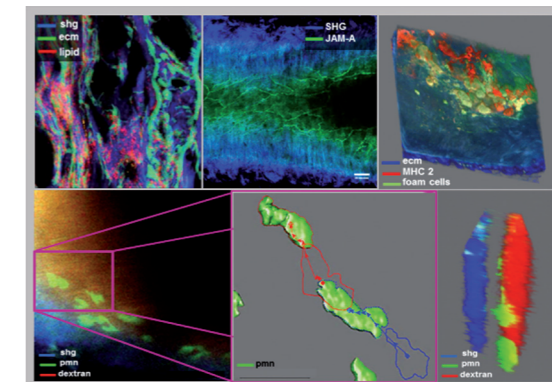 shg
ecm
lipid
SHG
JAM-A
ecm
MHC 2
foam cells
shg
pmn
dextran
pmn
shg
pmn
dextran